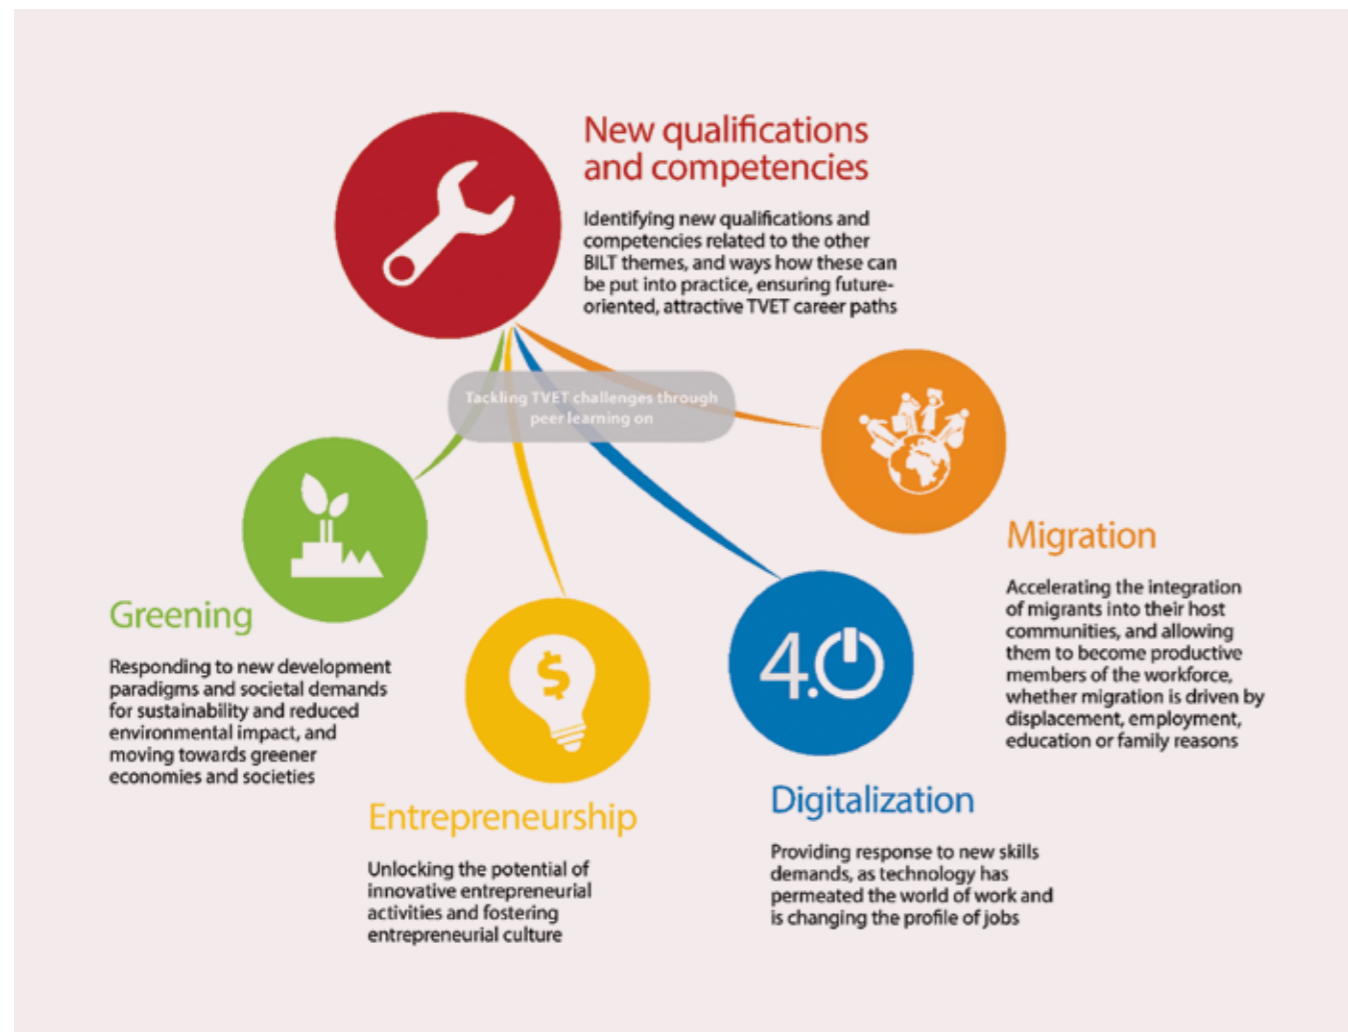 New qualifications
and competencies
Identifying new qualifications and
competencies related to the other
BILT themes, and ways how these can
be put into practice, ensuring future-
oriented, attractive TVET career paths
Tackling TVET challenges through
peer learning on
Migration
Accelerating the integration
of migrants into their host
communities, and allowing
them to become productive
members of the workforce,
whether migration is driven by
displacement, employment,
education or family reasons
Greening
Responding to new development
paradigms and societal demands
for sustainability and reduced
environmental impact, and
moving towards greener
economies and societies
$
Entrepreneurship
Unlocking the potential of
innovative entrepreneurial
activities and fostering
entrepreneurial culture
4.0
Digitalization
Providing response to new skills
demands, as technology has
permeated the world of work and
is changing the profile of jobs